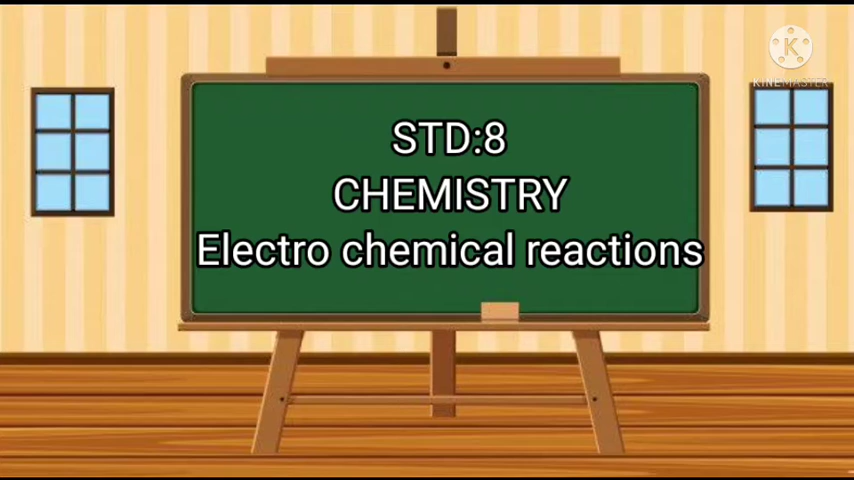 K
KINEMASTER
STD:8
CHEMISTRY
Electro chemical reactions